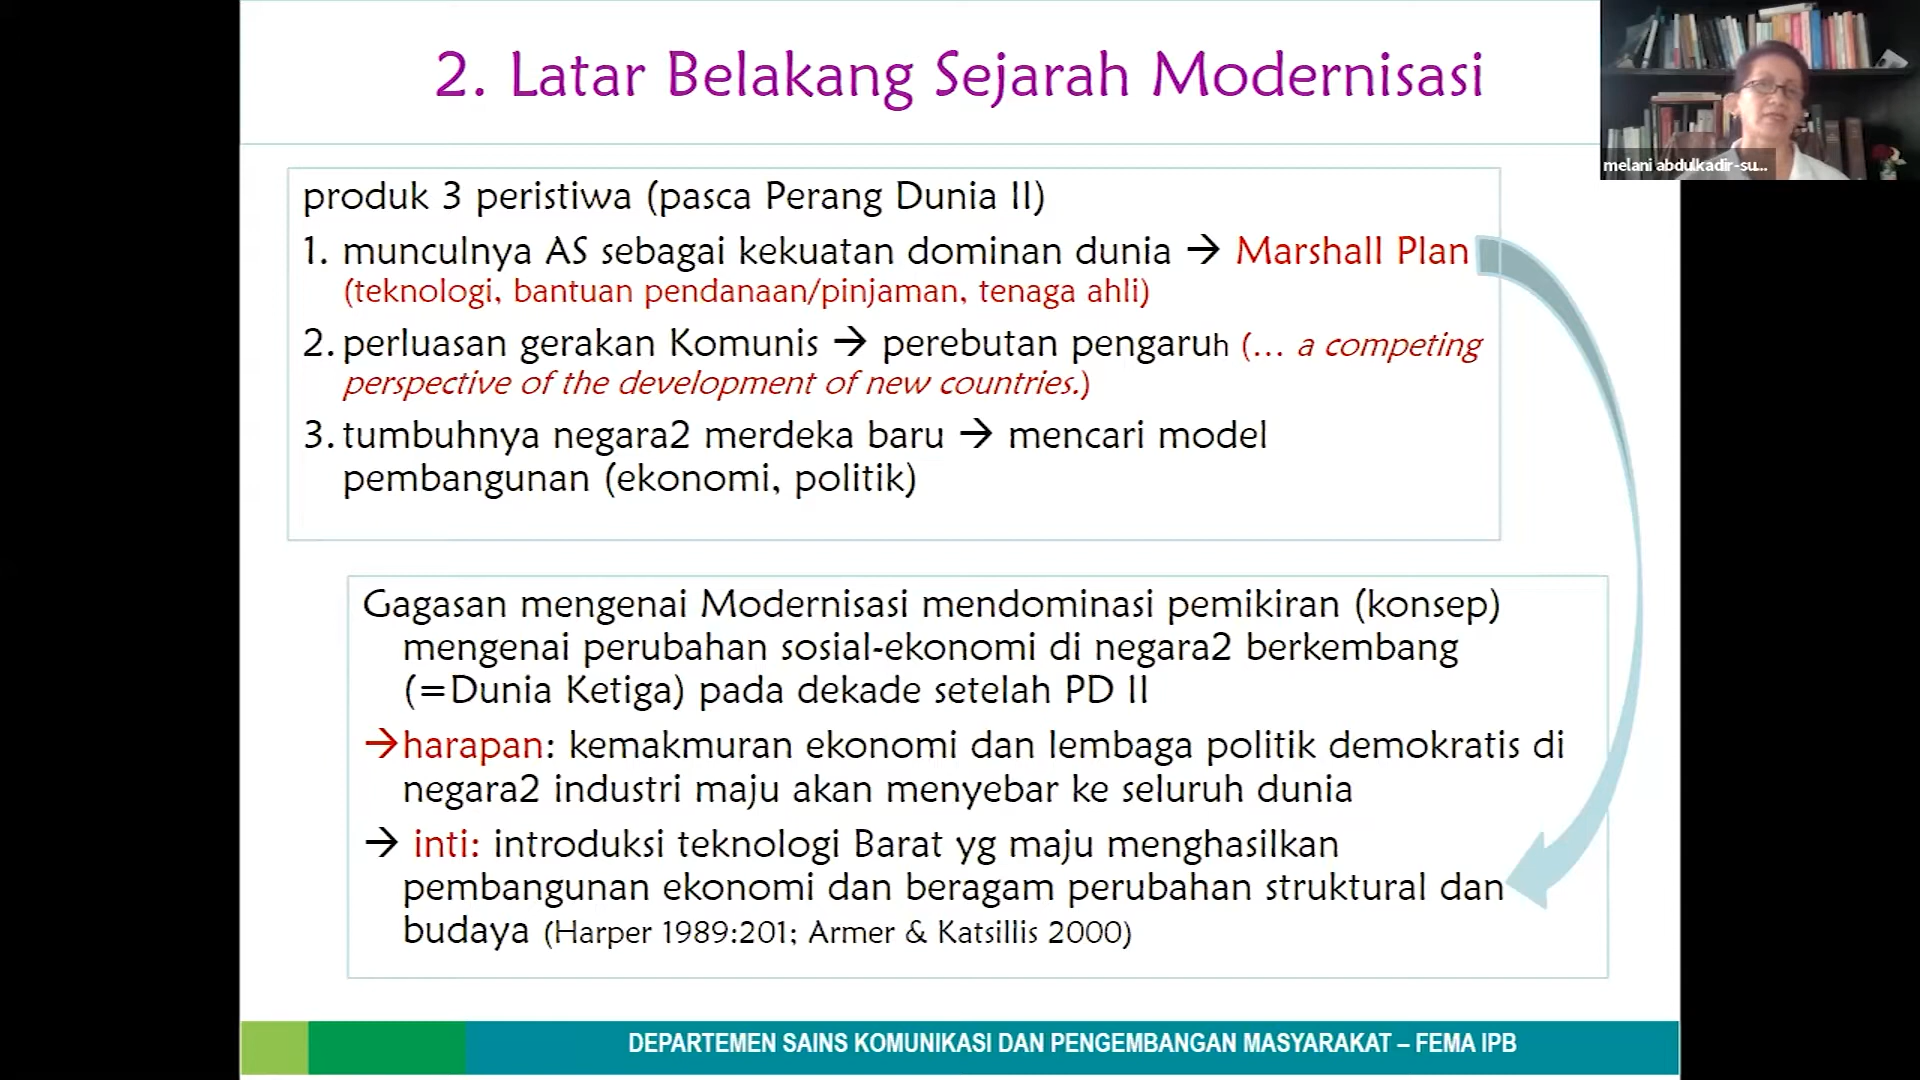 2. Latar Belakang Sejarah Modernisasi
melani abdulkadir-su...
produk 3 peristiwa (pasca Perang Dunia II)
1. munculnya AS sebagai kekuatan dominan dunia → Marshall Plan
(teknologi, bantuan pendanaan/pinjaman, tenaga ahli)
2. perluasan gerakan Komunis → perebutan pengaruh (... a competing
perspective of the development of new countries.)
3. tumbuhnya negara2 merdeka baru → mencari model
pembangunan (ekonomi, politik)
Gagasan mengenai Modernisasi mendominasi pemikiran (konsep)
mengenai perubahan sosial-ekonomi di negara2 berkembang
(=Dunia Ketiga) pada dekade setelah PD II
→harapan: kemakmuran ekonomi dan lembaga politik demokratis di
negara2 industri maju akan menyebar ke seluruh dunia
→ inti: introduksi teknologi Barat yg maju menghasilkan
pembangunan ekonomi dan beragam perubahan struktural dan
budaya (Harper 1989:201; Armer & Katsillis 2000)
DEPARTEMEN SAINS KOMUNIKASI DAN PENGEMBANGAN MASYARAKAT – FEMA IPB